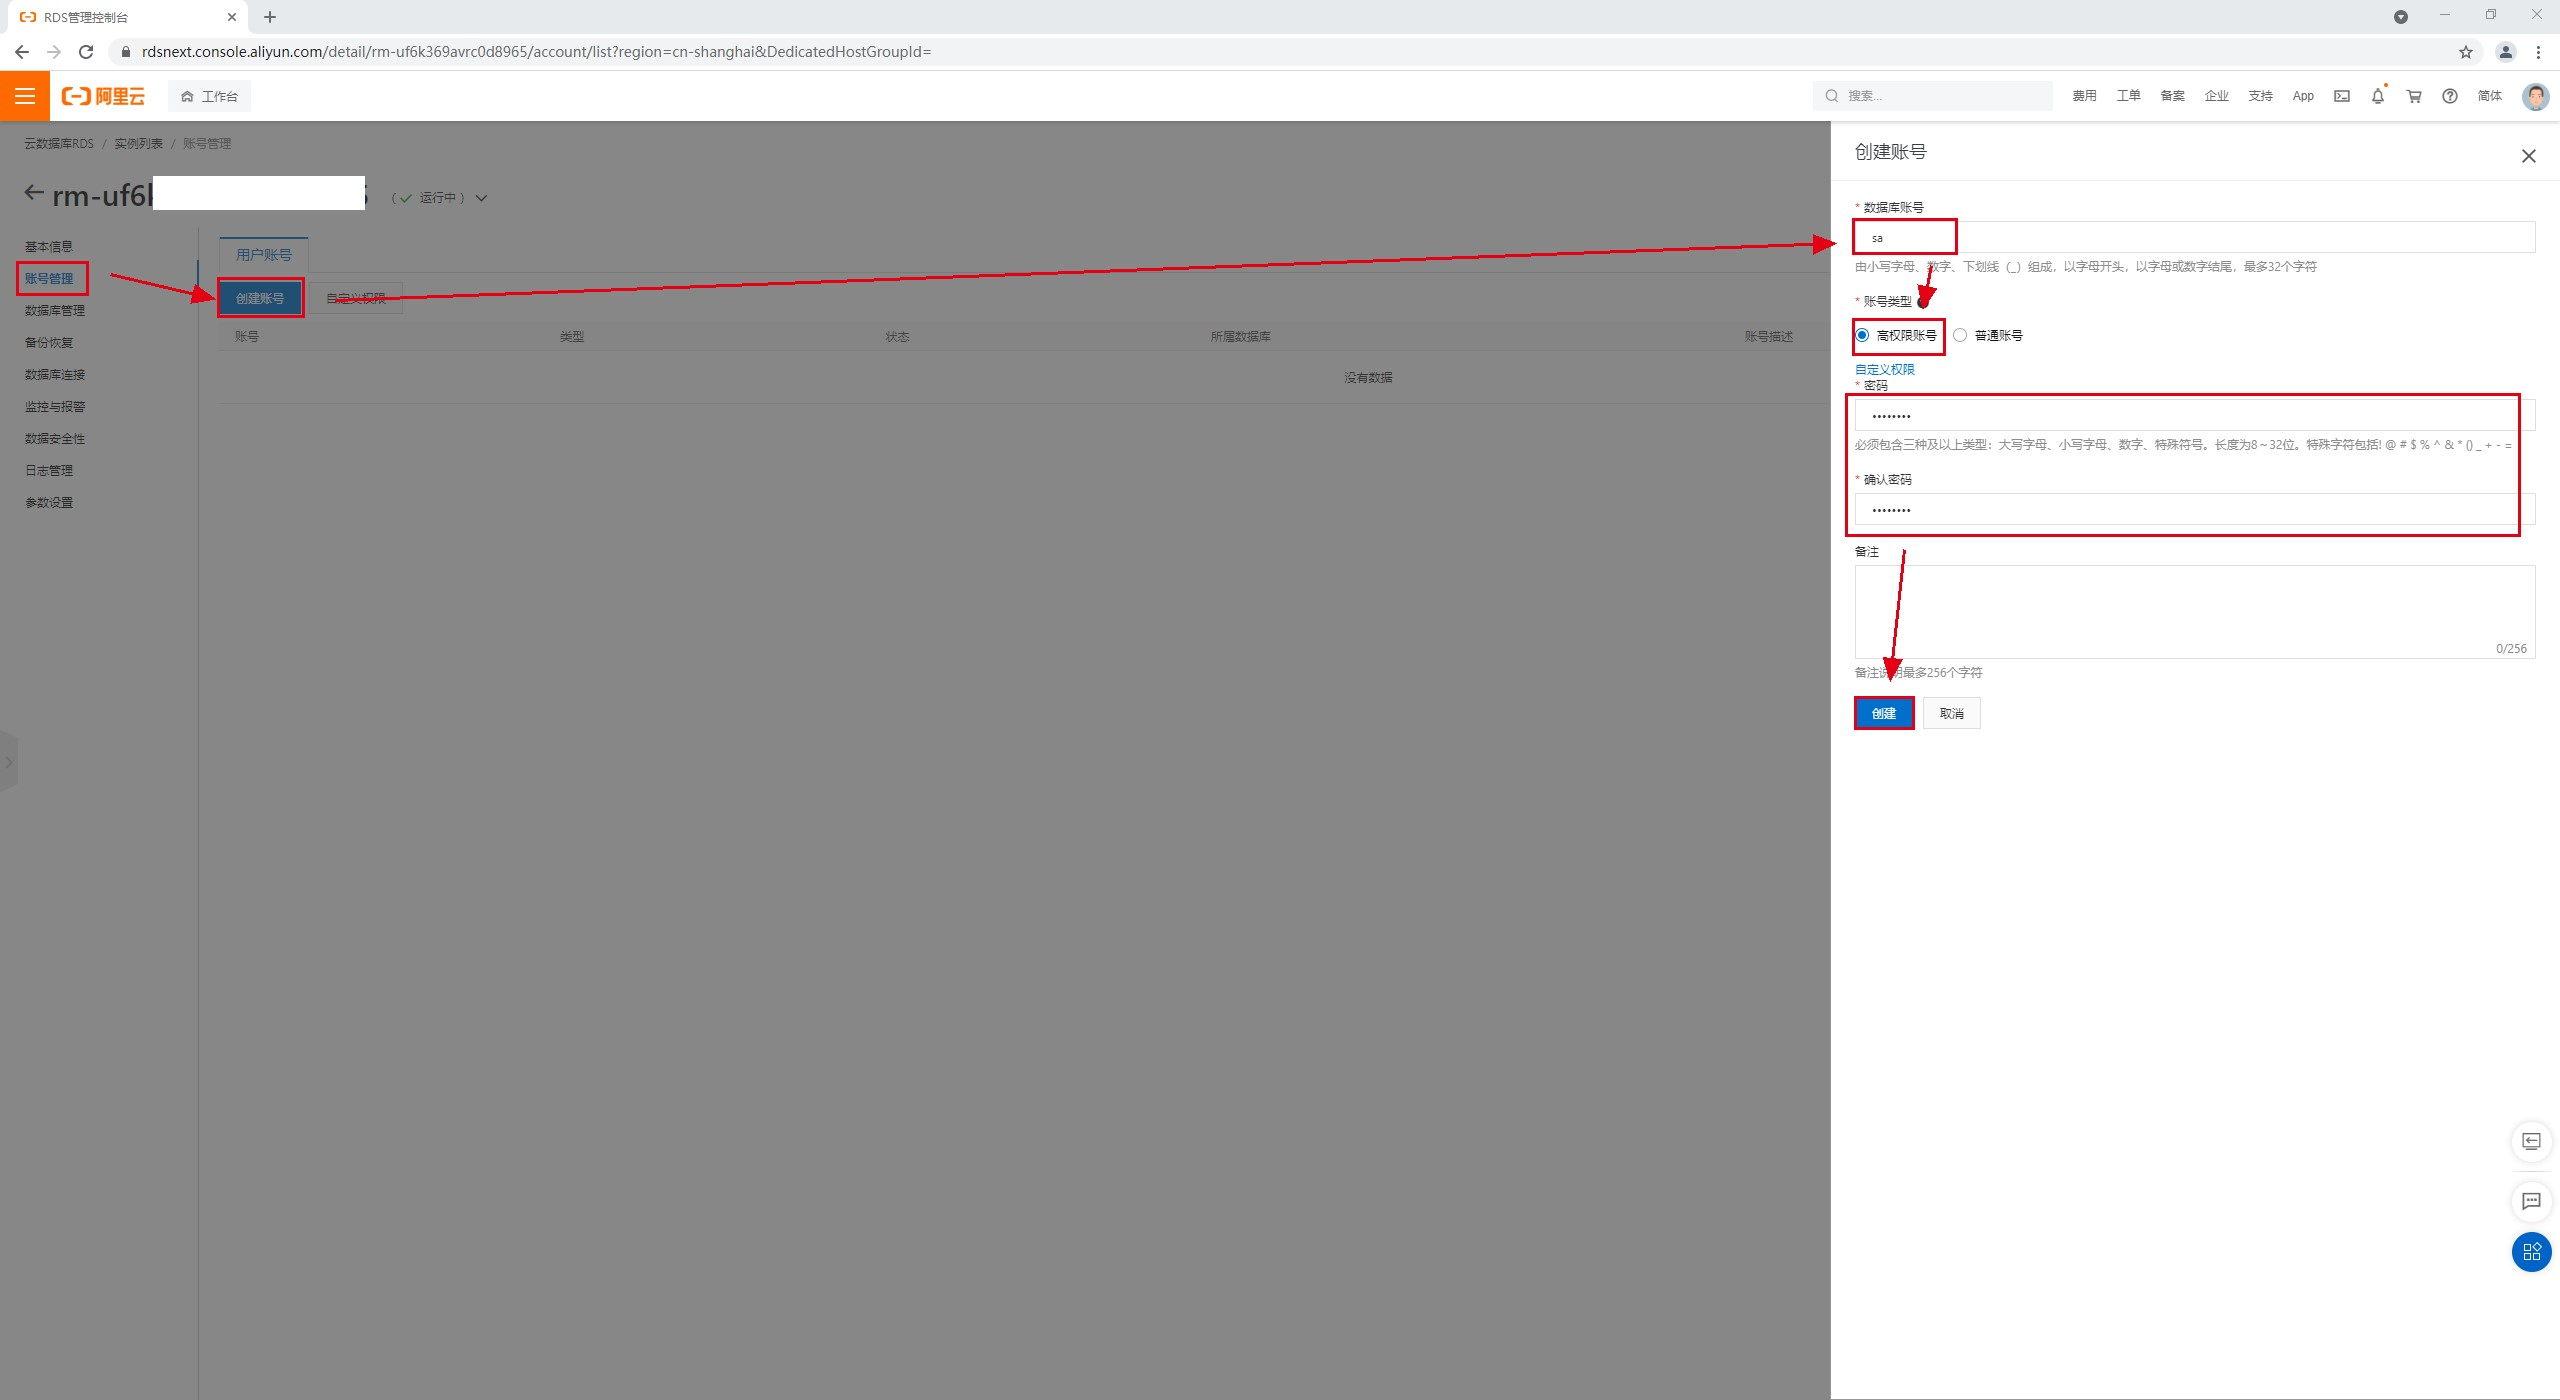 RDS管理控制台
rdsnext.console.aliyun.com/detail/rm-uf6k369avrc0d8965/account/list?region=cn-shanghai&DedicatedHostGroupId=
阿里云 工作台 搜索... 费用 工单 备案 企业 支持 App 简体
云数据库RDS / 实例列表 / 账号管理
rm-uf6k ( 运行中 )
基本信息
账号管理
数据库管理
备份恢复
数据库连接
监控与报警
数据安全性
日志管理
参数设置
用户账号
创建账号 自定义权限
账号 类型 状态 所属数据库 账号描述
没有数据
创建账号
* 数据库账号
sa
由小写字母、数字、下划线（_）组成，以字母开头，以字母或数字结尾，最多32个字符
* 账号类型
高权限账号 普通账号
自定义权限
* 密码
••••••••
必须包含三种及以上类型：大写字母、小写字母、数字、特殊符号。长度为8～32位。特殊字符包括! @ # $ % ^ & * () _ + - =
* 确认密码
••••••••
备注
0/256
备注说明最多256个字符
创建 取消